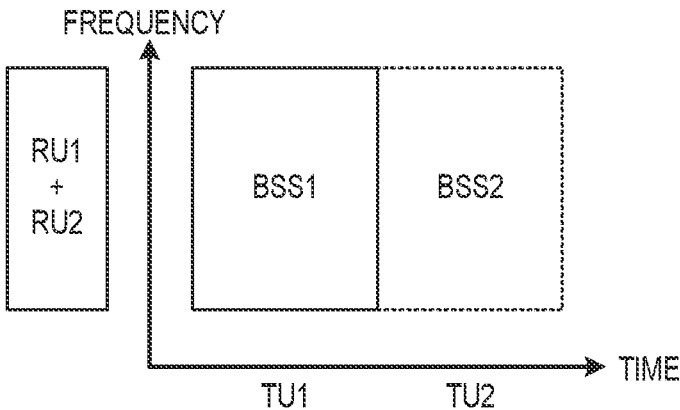 FREQUENCY
RU1
+
RU2
BSS1
BSS2
TIME
TU1
TU2